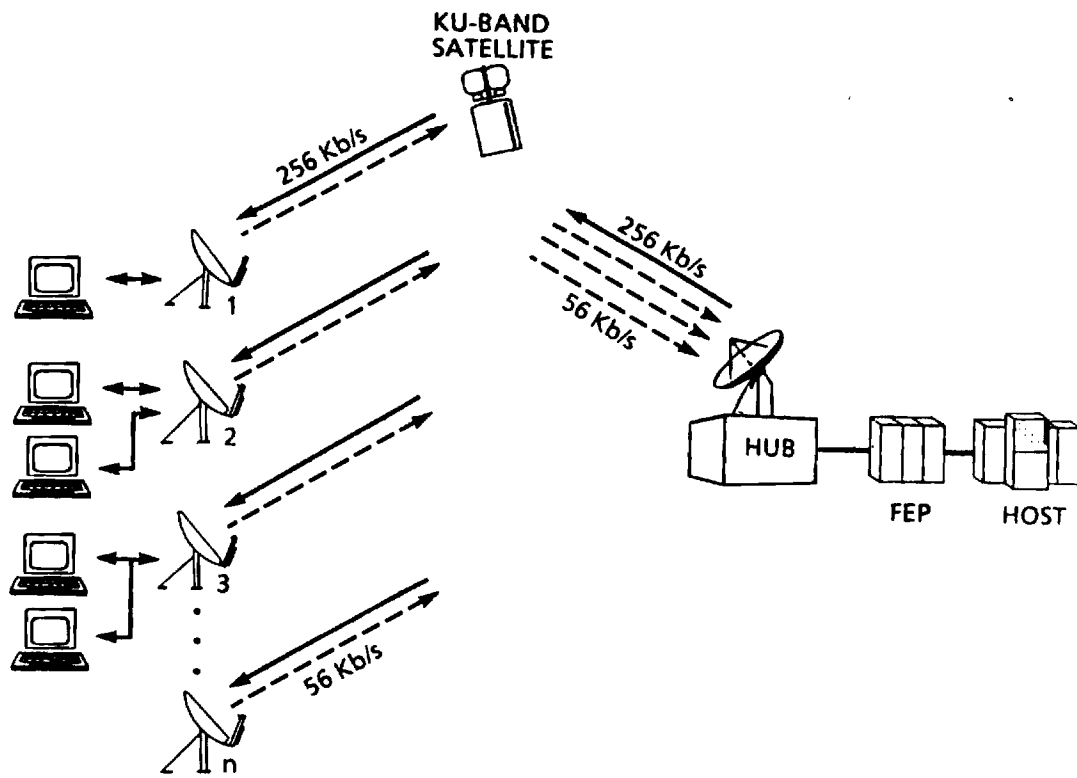 KU-BAND
SATELLITE
256 Kb/s
256 Kb/s
56 Kb/s
1
2
HUB
FEP
HOST
3
56 Kb/s
n